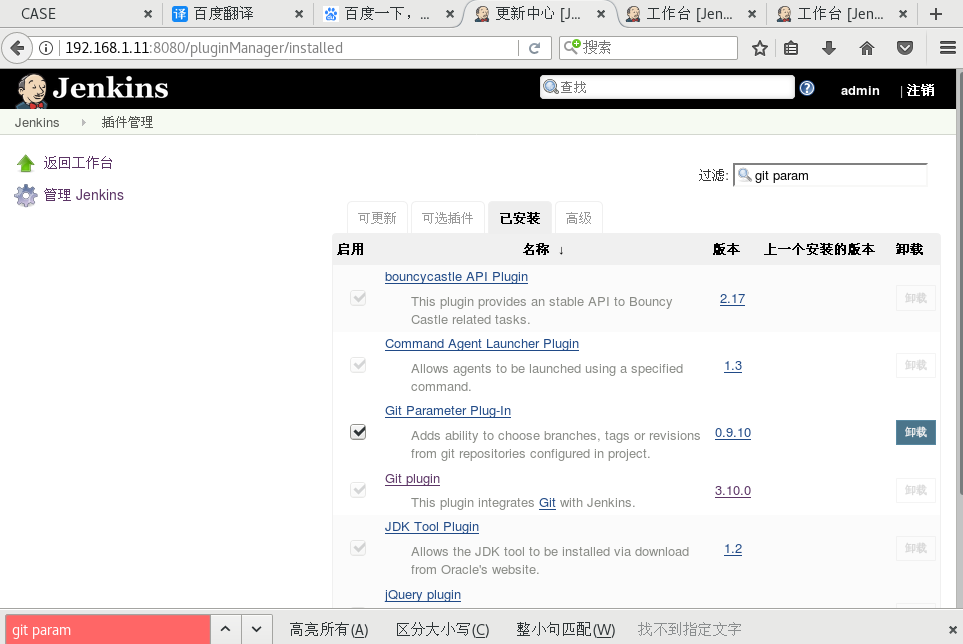 CASE
百度翻译
百度一下，...
更新中心 [J...
工作台 [Jen...
工作台 [Jen...
192.168.1.11:8080/pluginManager/installed
搜索
Jenkins
查找
admin
| 注销
Jenkins
插件管理
返回工作台
管理 Jenkins
过滤:
git param
可更新
可选插件
已安装
高级
启用
名称 ↓
版本
上一个安装的版本
卸载
bouncycastle API Plugin
This plugin provides an stable API to Bouncy
Castle related tasks.
2.17
卸载
Command Agent Launcher Plugin
Allows agents to be launched using a specified
command.
1.3
卸载
Git Parameter Plug-In
Adds ability to choose branches, tags or revisions
from git repositories configured in project.
0.9.10
卸载
Git plugin
This plugin integrates Git with Jenkins.
3.10.0
卸载
JDK Tool Plugin
Allows the JDK tool to be installed via download
from Oracle's website.
1.2
卸载
jQuery plugin
git param
高亮所有(A)
区分大小写(C)
整小句匹配(W)
找不到指定文字